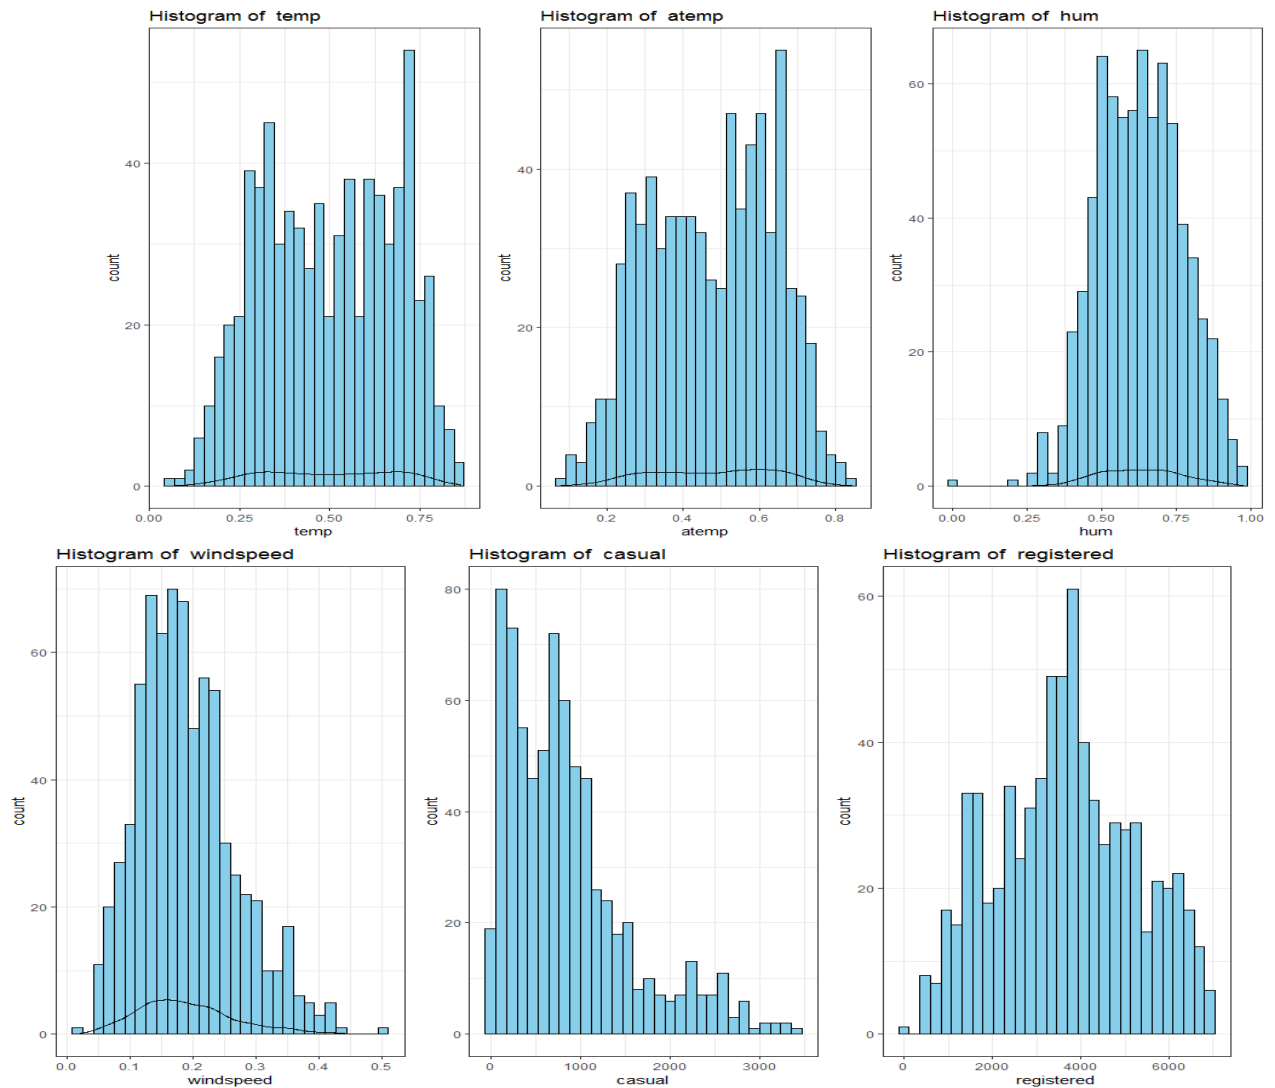 Histogram of  temp
count
40
20
0
0.00 0.25 0.50 0.75
temp
Histogram of  atemp
count
40
20
0
0.2 0.4 0.6 0.8
atemp
Histogram of  hum
count
60
40
20
0
0.00 0.25 0.50 0.75 1.00
hum
Histogram of  windspeed
count
60
40
20
0
0.0 0.1 0.2 0.3 0.4 0.5
windspeed
Histogram of  casual
count
80
60
40
20
0
0 1000 2000 3000
casual
Histogram of  registered
count
60
40
20
0
0 2000 4000 6000
registered